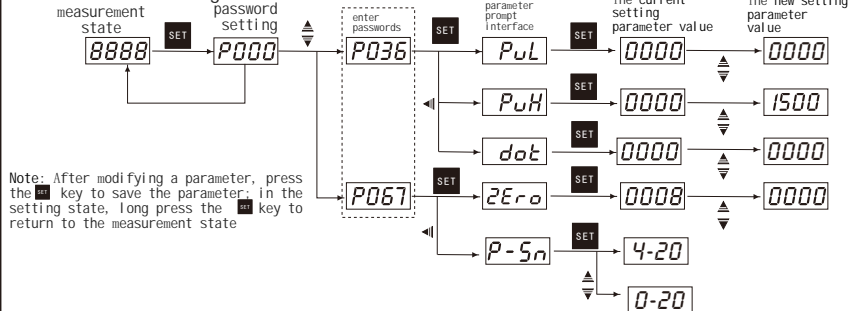 measurement
state
password
setting
enter
passwords
parameter
prompt
interface
The current
setting
parameter value
The new setting
parameter
value
8888
SET
P000
P036
SET
PuL
SET
0000
0000
PuH
SET
0000
1500
dot
SET
0000
0000
P067
SET
ZEro
SET
0008
0000
P-Sn
SET
4-20
0-20
Note: After modifying a parameter, press
the SET key to save the parameter; in the
setting state, long press the SET key to
return to the measurement state